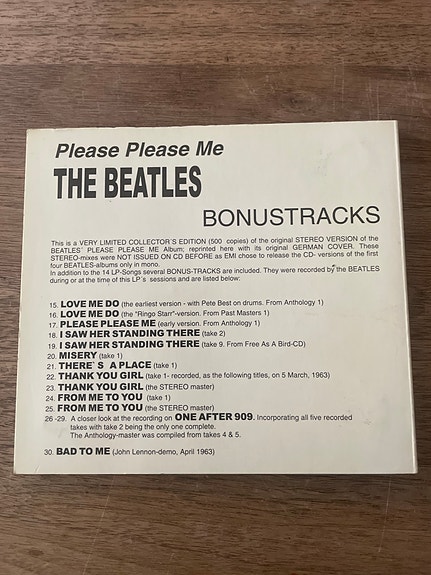 Please Please Me
THE BEATLES
BONUSTRACKS
This is a VERY LIMITED COLLECTOR´S EDITION (500 copies) of the original STEREO VERSION of the
BEATLES´ PLEASE PLEASE ME Album; reprinted here with its original GERMAN COVER. These
STEREO-mixes were NOT ISSUED ON CD BEFORE as EMI chose to release the CD- versions of the first
four BEATLES-albums only in mono.
In addition to the 14 LP-Songs several BONUS-TRACKS are included. They were recorded by the BEATLES
during or at the time of this LP´s sessions and are listed below:
15. LOVE ME DO (the earliest version - with Pete Best on drums. From Anthology 1)
16. LOVE ME DO (the "Ringo Starr"-version. From Past Masters 1)
17. PLEASE PLEASE ME (early version. From Anthology 1)
18. I SAW HER STANDING THERE (take 2)
19. I SAW HER STANDING THERE (take 9. From Free As A Bird-CD)
20. MISERY (take 1)
21. THERE´S A PLACE (take 1)
22. THANK YOU GIRL (take 1- recorded, as the following titles, on 5 March, 1963)
23. THANK YOU GIRL (the STEREO master)
24. FROM ME TO YOU (take 1)
25. FROM ME TO YOU (the STEREO master)
26 -29. A closer look at the recording on ONE AFTER 909. Incorporating all five recorded
takes with take 2 being the only one complete.
The Anthology-master was compiled from takes 4 & 5.
30. BAD TO ME (John Lennon-demo, April 1963)